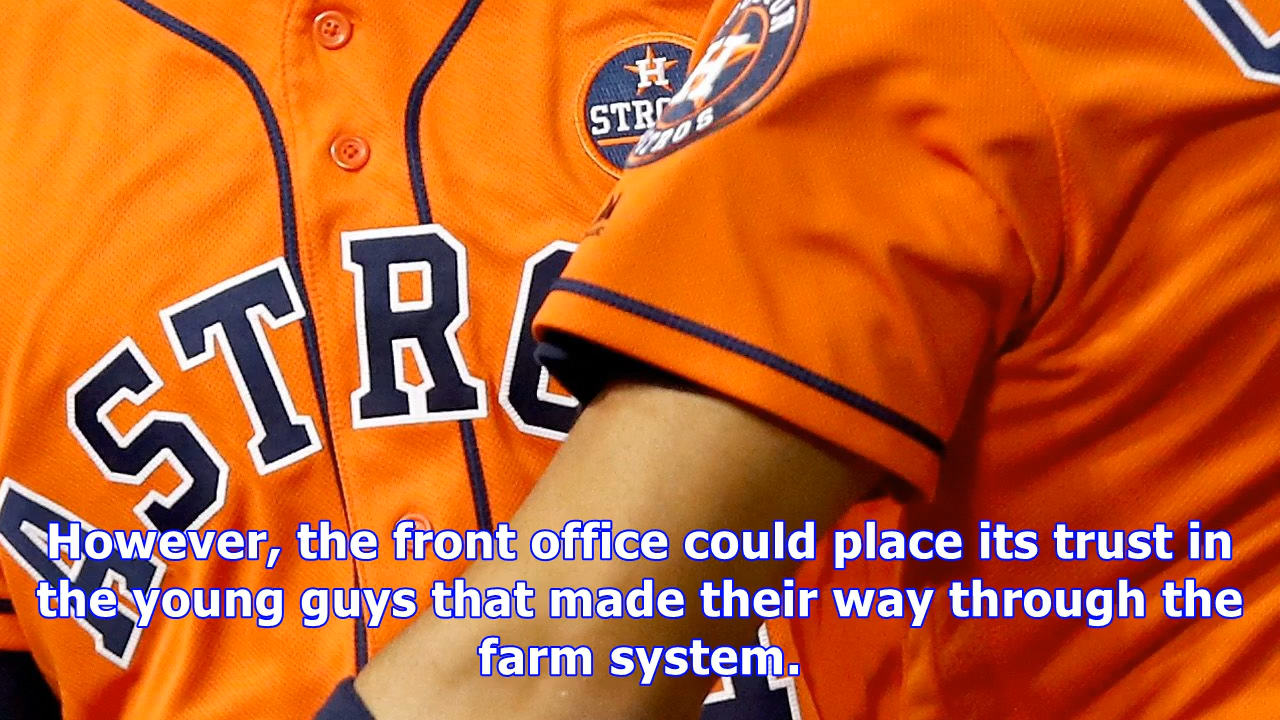 H
STRO
H
TROS
ASTRO
However, the front office could place its trust in
the young guys that made their way through the
farm system.